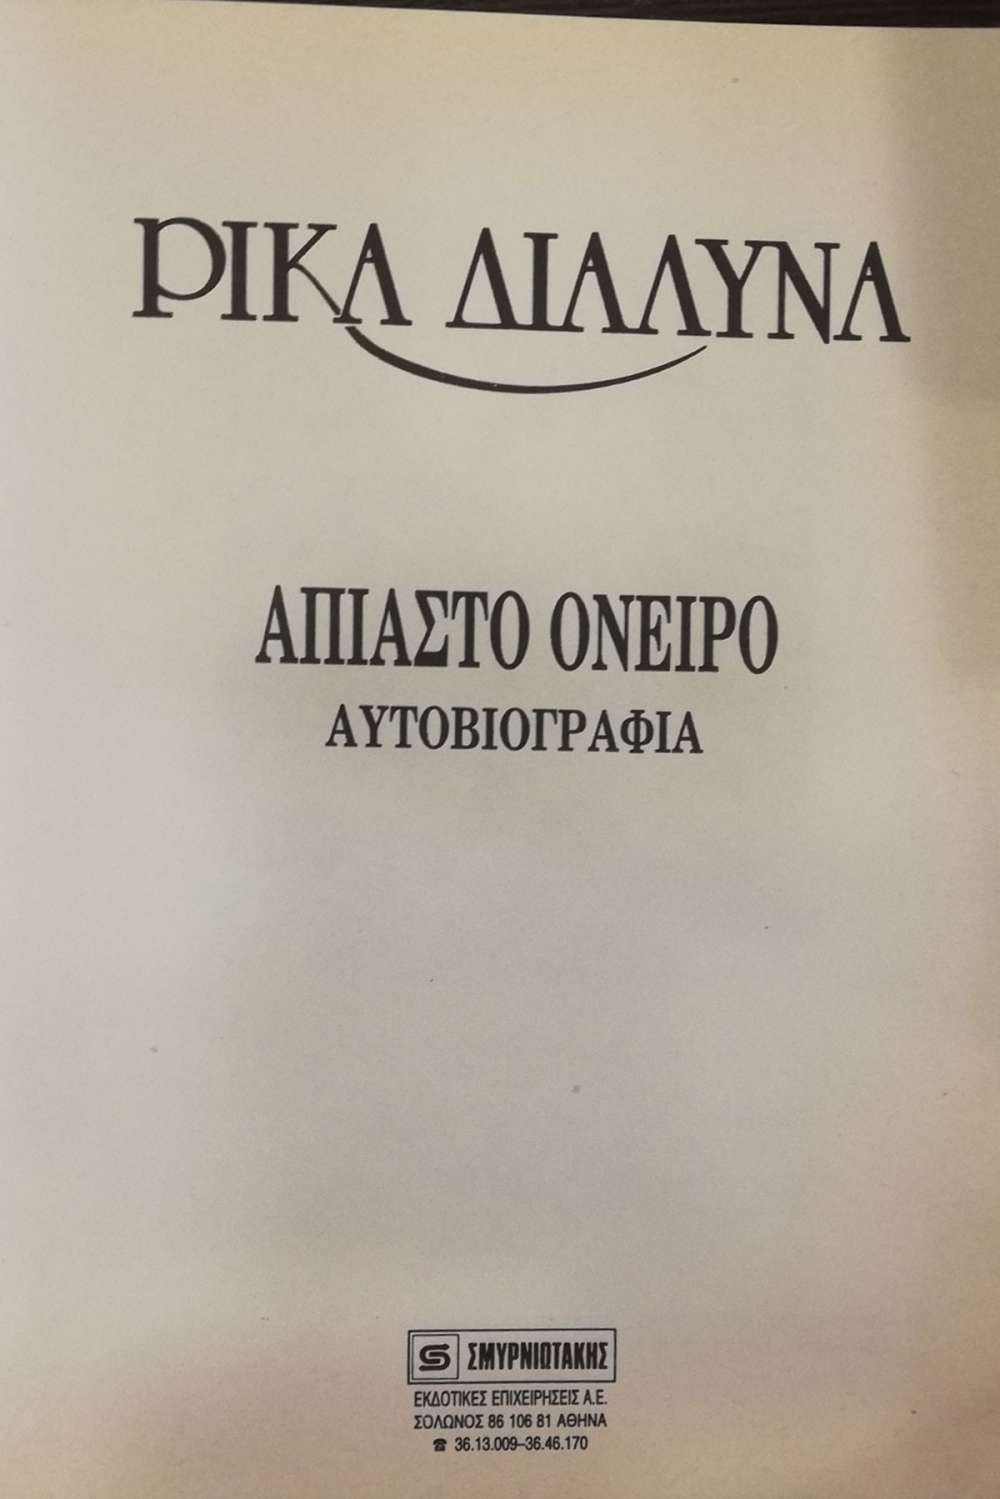 ΡΙΚΑ ΔΙΑΛΥΝΑ
ΑΠΙΑΣΤΟ ΟΝΕΙΡΟ
ΑΥΤΟΒΙΟΓΡΑΦΙΑ
ΣΜΥΡΝΙΩΤΑΚΗΣ
ΕΚΔΟΤΙΚΕΣ ΕΠΙΧΕΙΡΗΣΕΙΣ Α.Ε.
ΣΟΛΩΝΟΣ 86 106 81 ΑΘΗΝΑ
☎ 36.13.009–36.46.170